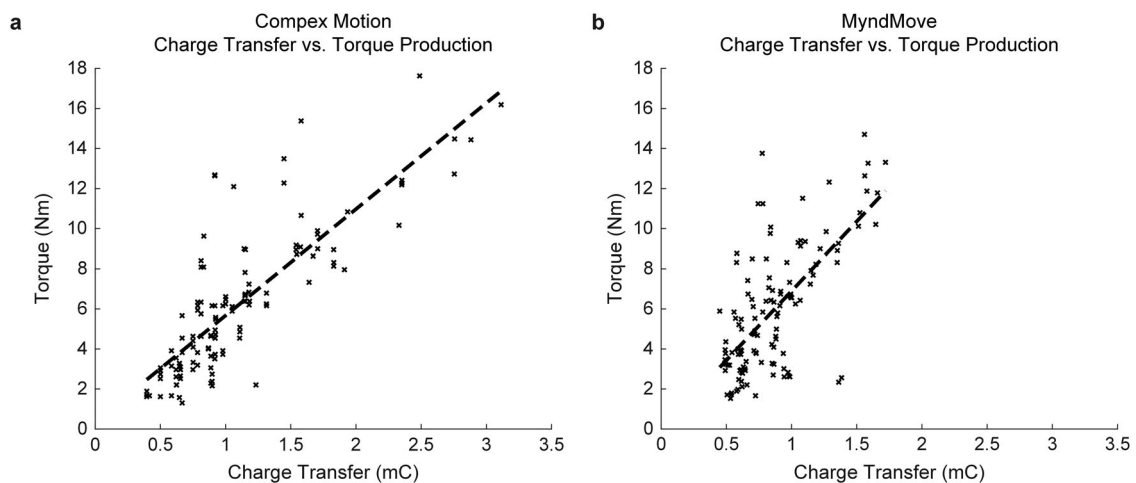 a
Compex Motion
Charge Transfer vs. Torque Production
18
16
14
12
10
8
6
4
2
0
Torque (Nm)
0 0.5 1 1.5 2 2.5 3 3.5
Charge Transfer (mC)
b
MyndMove
Charge Transfer vs. Torque Production
18
16
14
12
10
8
6
4
2
0
Torque (Nm)
0 0.5 1 1.5 2 2.5 3 3.5
Charge Transfer (mC)